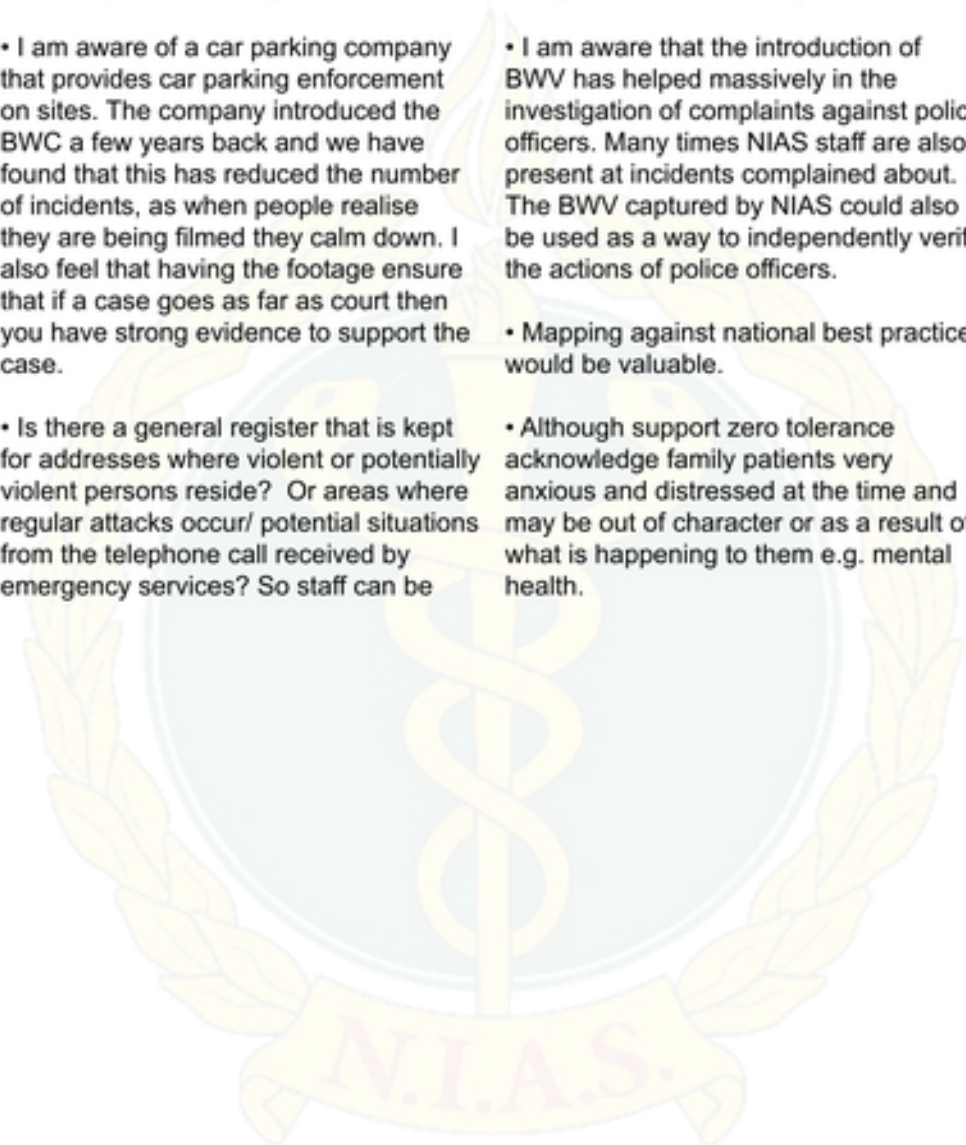 • I am aware of a car parking company
that provides car parking enforcement
on sites. The company introduced the
BWC a few years back and we have
found that this has reduced the number
of incidents, as when people realise
they are being filmed they calm down. I
also feel that having the footage ensure
that if a case goes as far as court then
you have strong evidence to support the
case.
• Is there a general register that is kept
for addresses where violent or potentially
violent persons reside?  Or areas where
regular attacks occur/ potential situations
from the telephone call received by
emergency services? So staff can be
• I am aware that the introduction of
BWV has helped massively in the
investigation of complaints against polic
officers. Many times NIAS staff are also
present at incidents complained about.
The BWV captured by NIAS could also
be used as a way to independently verif
the actions of police officers.
• Mapping against national best practice
would be valuable.
• Although support zero tolerance
acknowledge family patients very
anxious and distressed at the time and
may be out of character or as a result of
what is happening to them e.g. mental
health.
N.I.A.S.